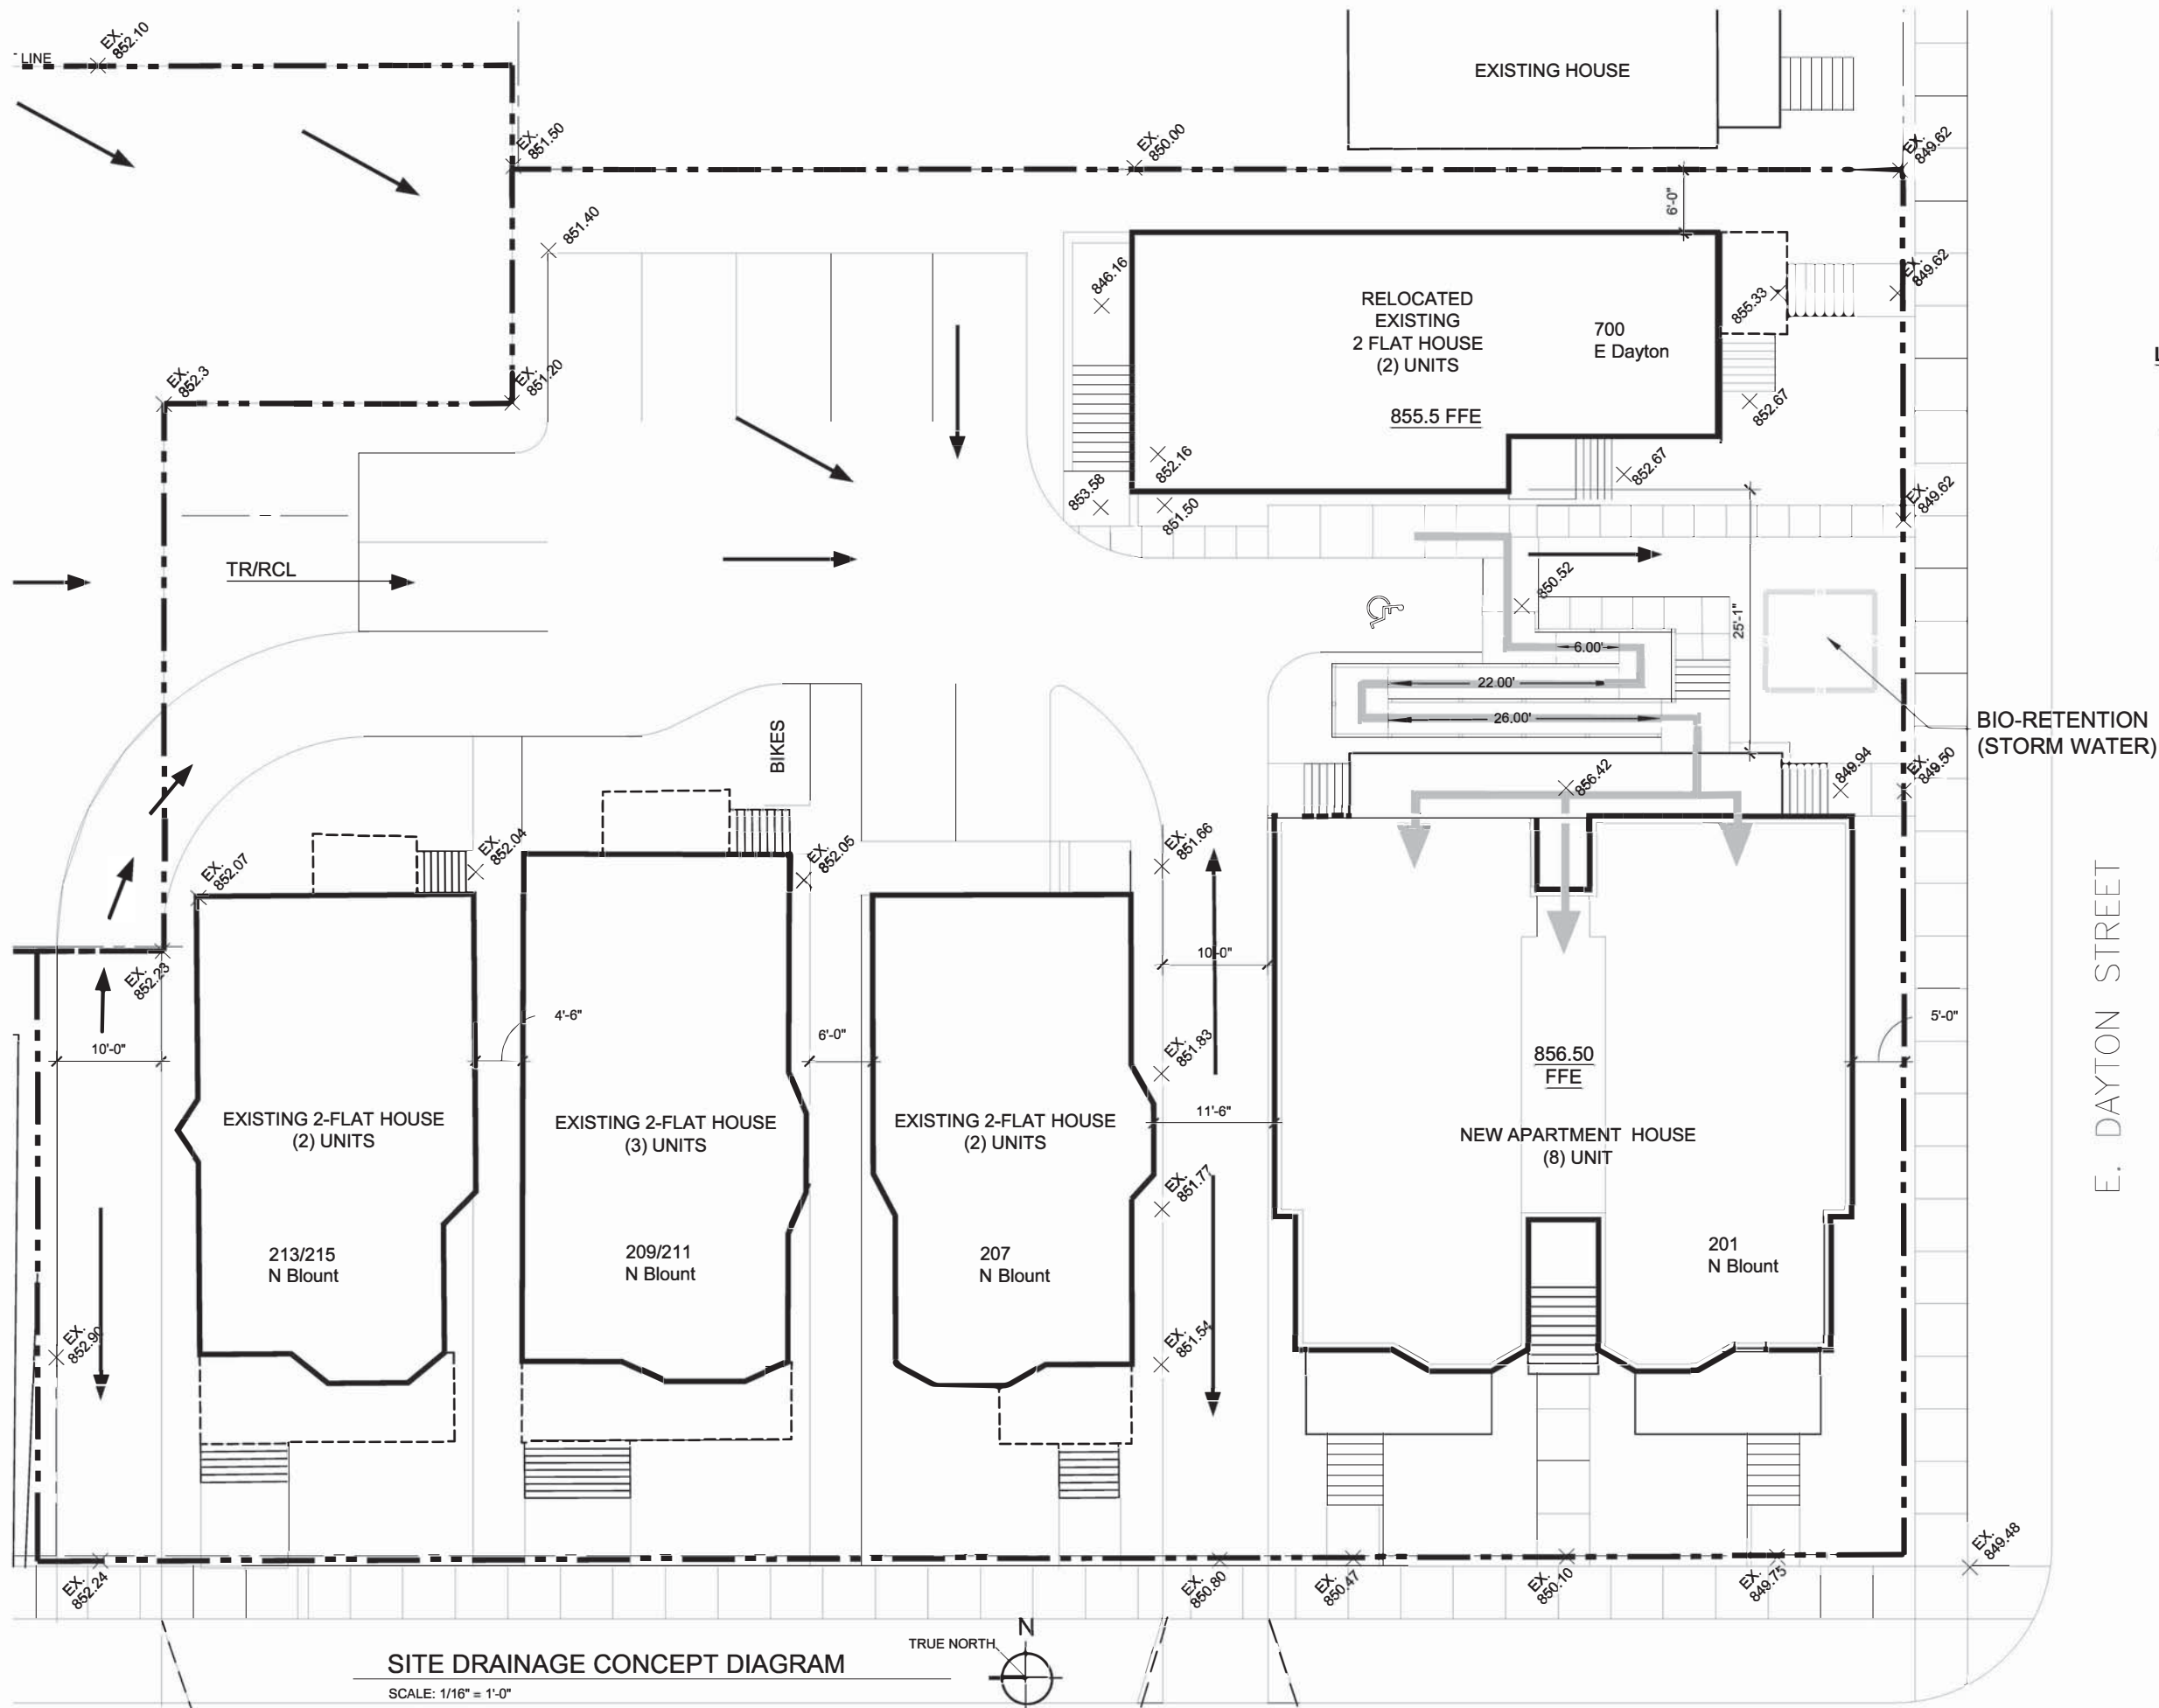 EX.
852.10
LINE
EXISTING HOUSE
EX.
851.50
EX.
850.00
EX.
849.62
6'-0"
851.40
846.16
RELOCATED
EXISTING
2 FLAT HOUSE
(2) UNITS
700
E Dayton
855.33
EX.
849.62
EX.
852.3
EX.
851.20
855.5 FFE
852.67
852.16
852.67
853.58
851.50
EX.
849.62
TR/RCL
850.52
25'-1"
6.00'
22.00'
26.00'
BIO-RETENTION
(STORM WATER)
BIKES
856.42
849.94
EX.
849.50
EX.
852.07
EX.
852.04
EX.
852.05
EX.
851.66
E. DAYTON STREET
EX.
852.23
10'-0"
10'-0"
4'-6"
6'-0"
EX.
851.83
5'-0"
856.50
FFE
11'-6"
EXISTING 2-FLAT HOUSE
(2) UNITS
EXISTING 2-FLAT HOUSE
(3) UNITS
EXISTING 2-FLAT HOUSE
(2) UNITS
NEW APARTMENT HOUSE
(8) UNIT
EX.
851.77
213/215
N Blount
209/211
N Blount
207
N Blount
201
N Blount
EX.
852.90
EX.
851.54
EX.
852.24
EX.
850.80
EX.
850.47
EX.
850.10
EX.
849.75
EX.
849.48
N
TRUE NORTH
SITE DRAINAGE CONCEPT DIAGRAM
SCALE: 1/16" = 1'-0"